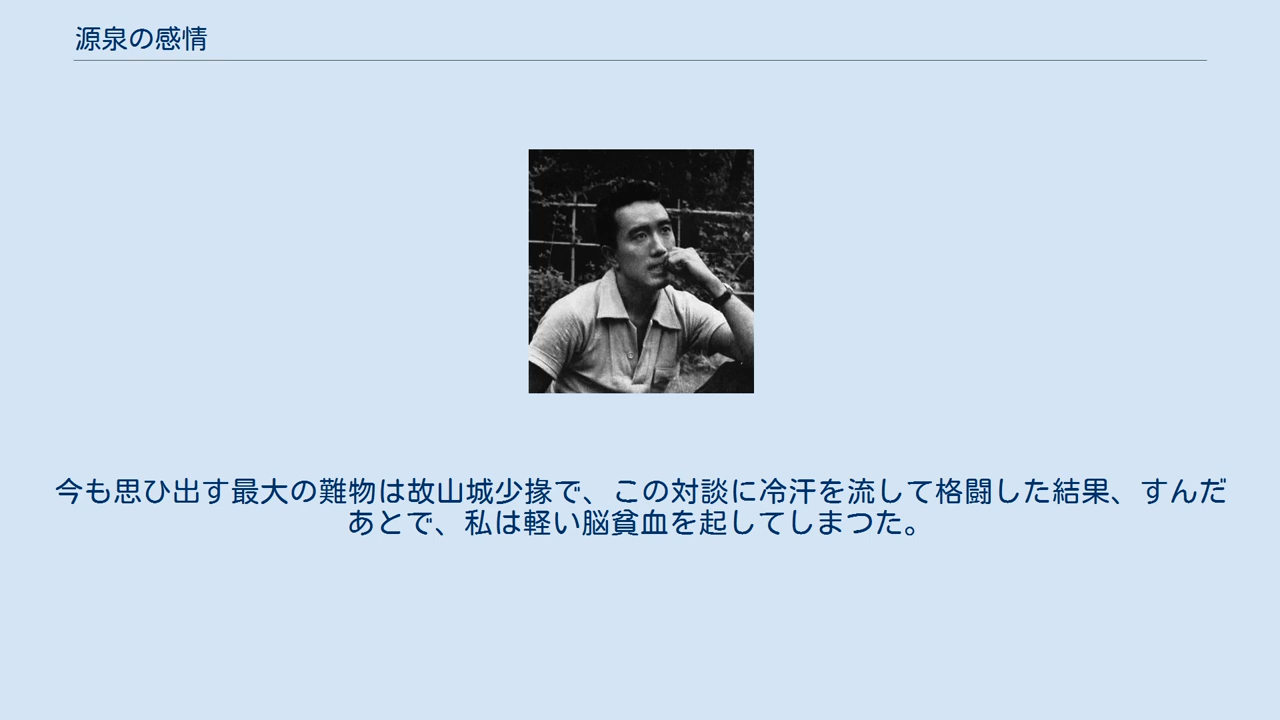 源泉の感情
今も思ひ出す最大の難物は故山城少掾で、この対談に冷汗を流して格闘した結果、すんだ
あとで、私は軽い脳貧血を起してしまつた。